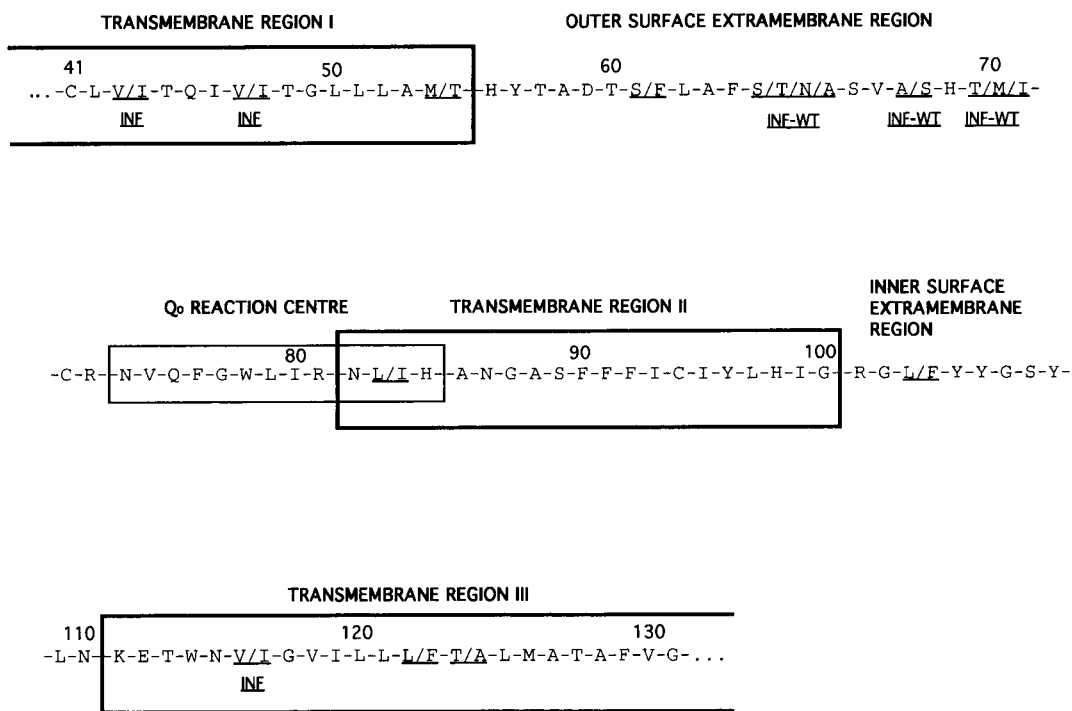 TRANSMEMBRANE REGION I
OUTER SURFACE EXTRAMEMBRANE REGION
41 50 60 70
...-C-L-V/I-T-Q-I-V/I-T-G-L-L-L-A-M/T-H-Y-T-A-D-T-S/F-L-A-F-S/T/N/A-S-V-A/S-H-T/M/I-
INF INF INF-WT INF-WT INF-WT
Qo REACTION CENTRE
TRANSMEMBRANE REGION II
INNER SURFACE
EXTRAMEMBRANE
REGION
80 90 100
-C-R-N-V-Q-F-G-W-L-I-R-N-L/I-H-A-N-G-A-S-F-F-F-I-C-I-Y-L-H-I-G-R-G-L/F-Y-Y-G-S-Y-
TRANSMEMBRANE REGION III
110 120 130
-L-N-K-E-T-W-N-V/I-G-V-I-L-L-L/F-T/A-L-M-A-T-A-F-V-G-...
INF